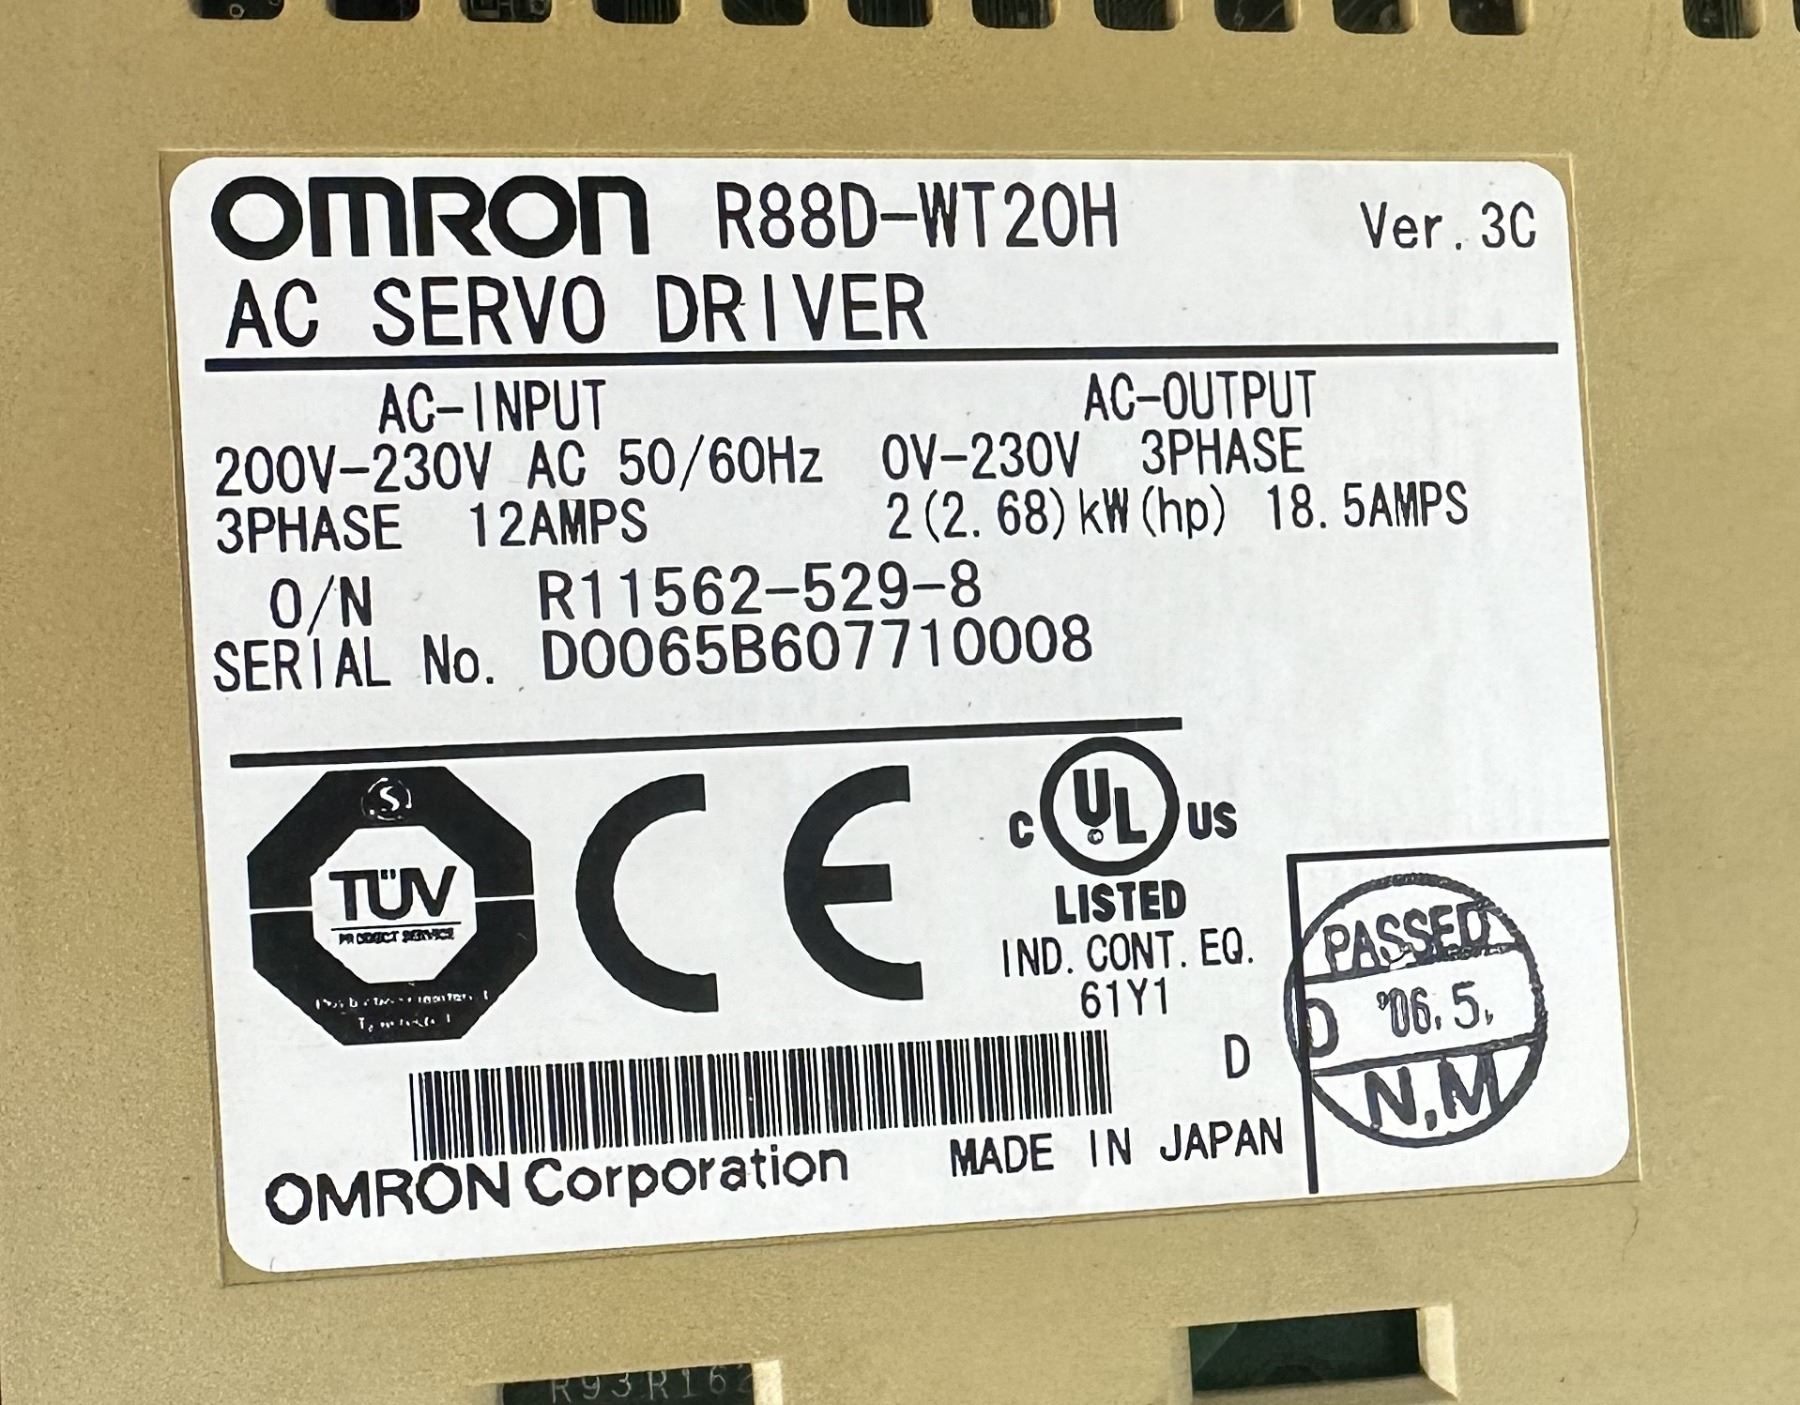 OMRON R88D-WT20H Ver. 3C
AC SERVO DRIVER
AC-INPUT AC-OUTPUT
200V-230V AC 50/60Hz 0V-230V 3PHASE
3PHASE 12AMPS 2(2.68)kW(hp) 18.5AMPS
O/N R11562-529-8
SERIAL No. D0065B607710008
S
TÜV
PRODUCT SERVICE
CE
C UL US
LISTED
IND. CONT. EQ.
61Y1
PASSED
D '06.5.
N.M
D
OMRON Corporation MADE IN JAPAN
R93R16